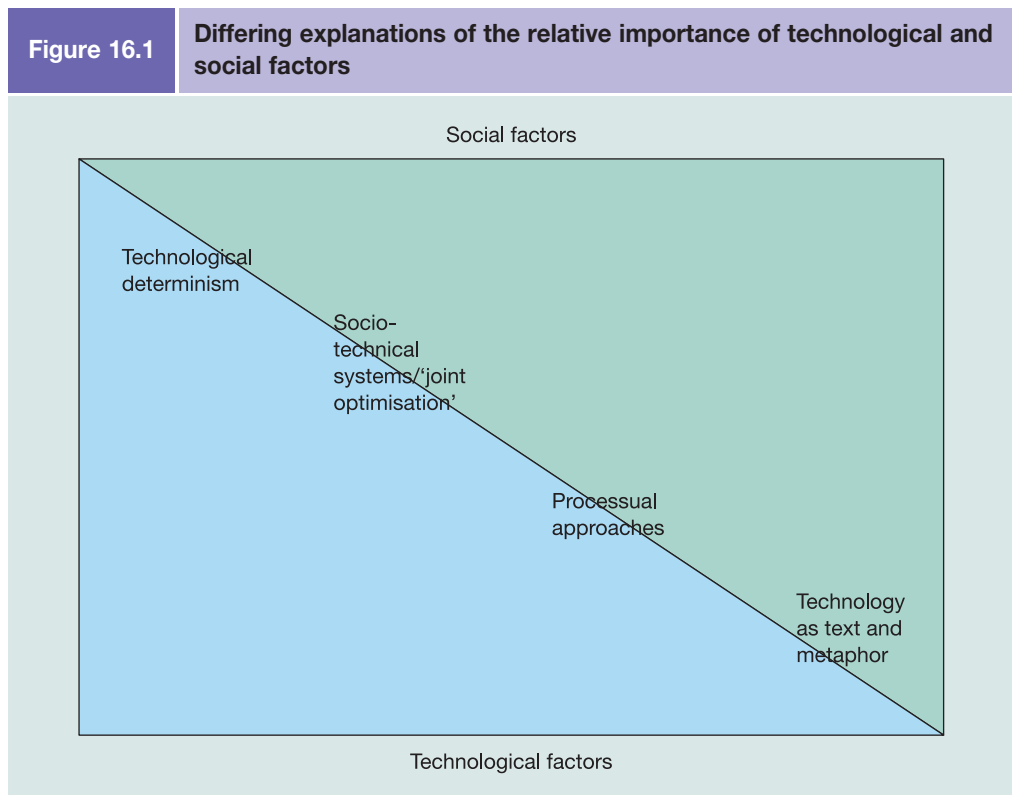 Figure 16.1
Differing explanations of the relative importance of technological and
social factors
Social factors
Technological
determinism
Socio-
technical
systems/‘joint
optimisation’
Processual
approaches
Technology
as text and
metaphor
Technological factors